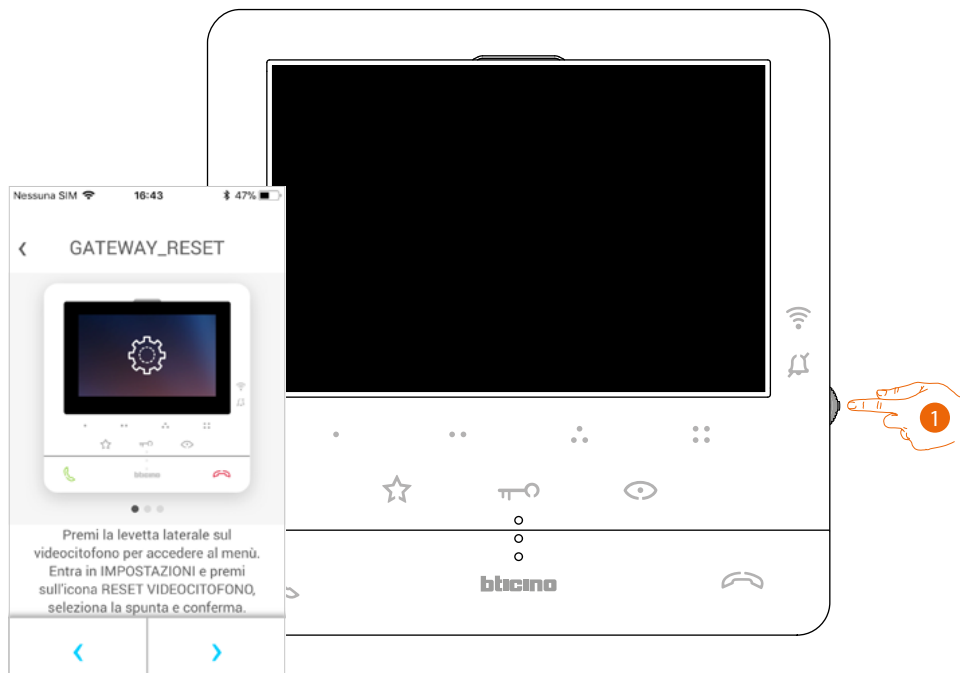 Nessuna SIM 16:43 47%
GATEWAY_RESET
bticino
Premi la levetta laterale sul
videocitofono per accedere al menù.
Entra in IMPOSTAZIONI e premi
sull'icona RESET VIDEOCITOFONO,
seleziona la spunta e conferma.
bticino
1